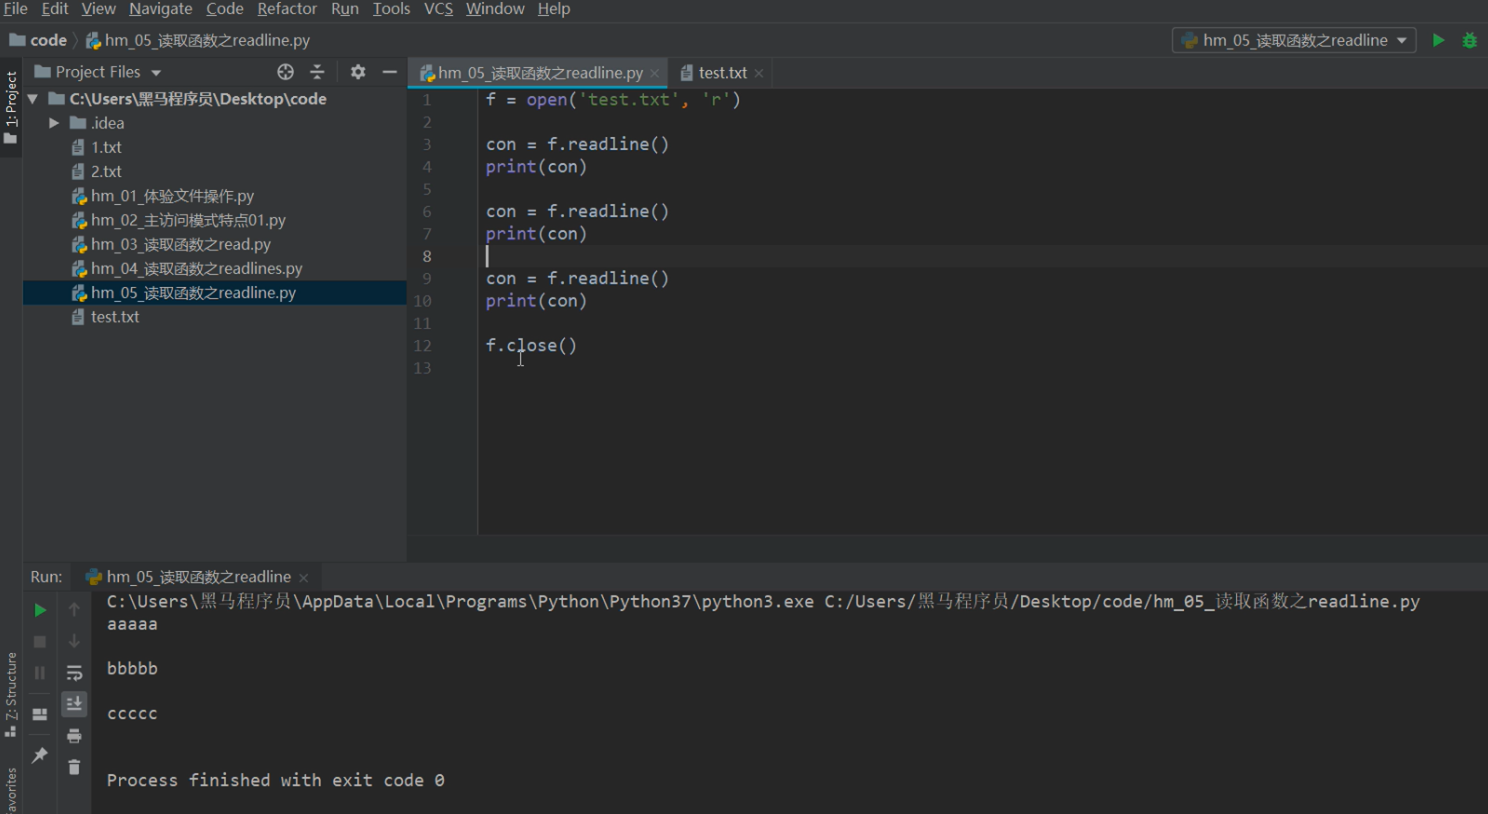 File Edit View Navigate Code Refactor Run Tools VCS Window Help
code hm_05_读取函数之readline.py
hm_05_读取函数之readline
1: Project
Project Files
C:\Users\黑马程序员\Desktop\code
.idea
1.txt
2.txt
hm_01_体验文件操作.py
hm_02_主访问模式特点01.py
hm_03_读取函数之read.py
hm_04_读取函数之readlines.py
hm_05_读取函数之readline.py
test.txt
hm_05_读取函数之readline.py test.txt
1 f = open('test.txt', 'r')
2
3 con = f.readline()
4 print(con)
5
6 con = f.readline()
7 print(con)
8
9 con = f.readline()
10 print(con)
11
12 f.close()
13
Run: hm_05_读取函数之readline
C:\Users\黑马程序员\AppData\Local\Programs\Python\Python37\python3.exe C:/Users/黑马程序员/Desktop/code/hm_05_读取函数之readline.py
aaaaa
bbbbb
ccccc
Process finished with exit code 0
Z: Structure
avorites